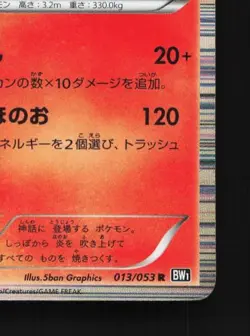 モン 高さ：3.2m 重さ：330.0kg
20+
カンの数×10ダメージを追加。
ほのお 120
ネルギーを2個選び、トラッシュ
神話に 登場する ポケモン。
しっぽから 炎を 吹き上げて
すべての ものを 焼きつくす。
Illus. 5ban Graphics 013/053 R BW1
/Creatures/GAME FREAK.